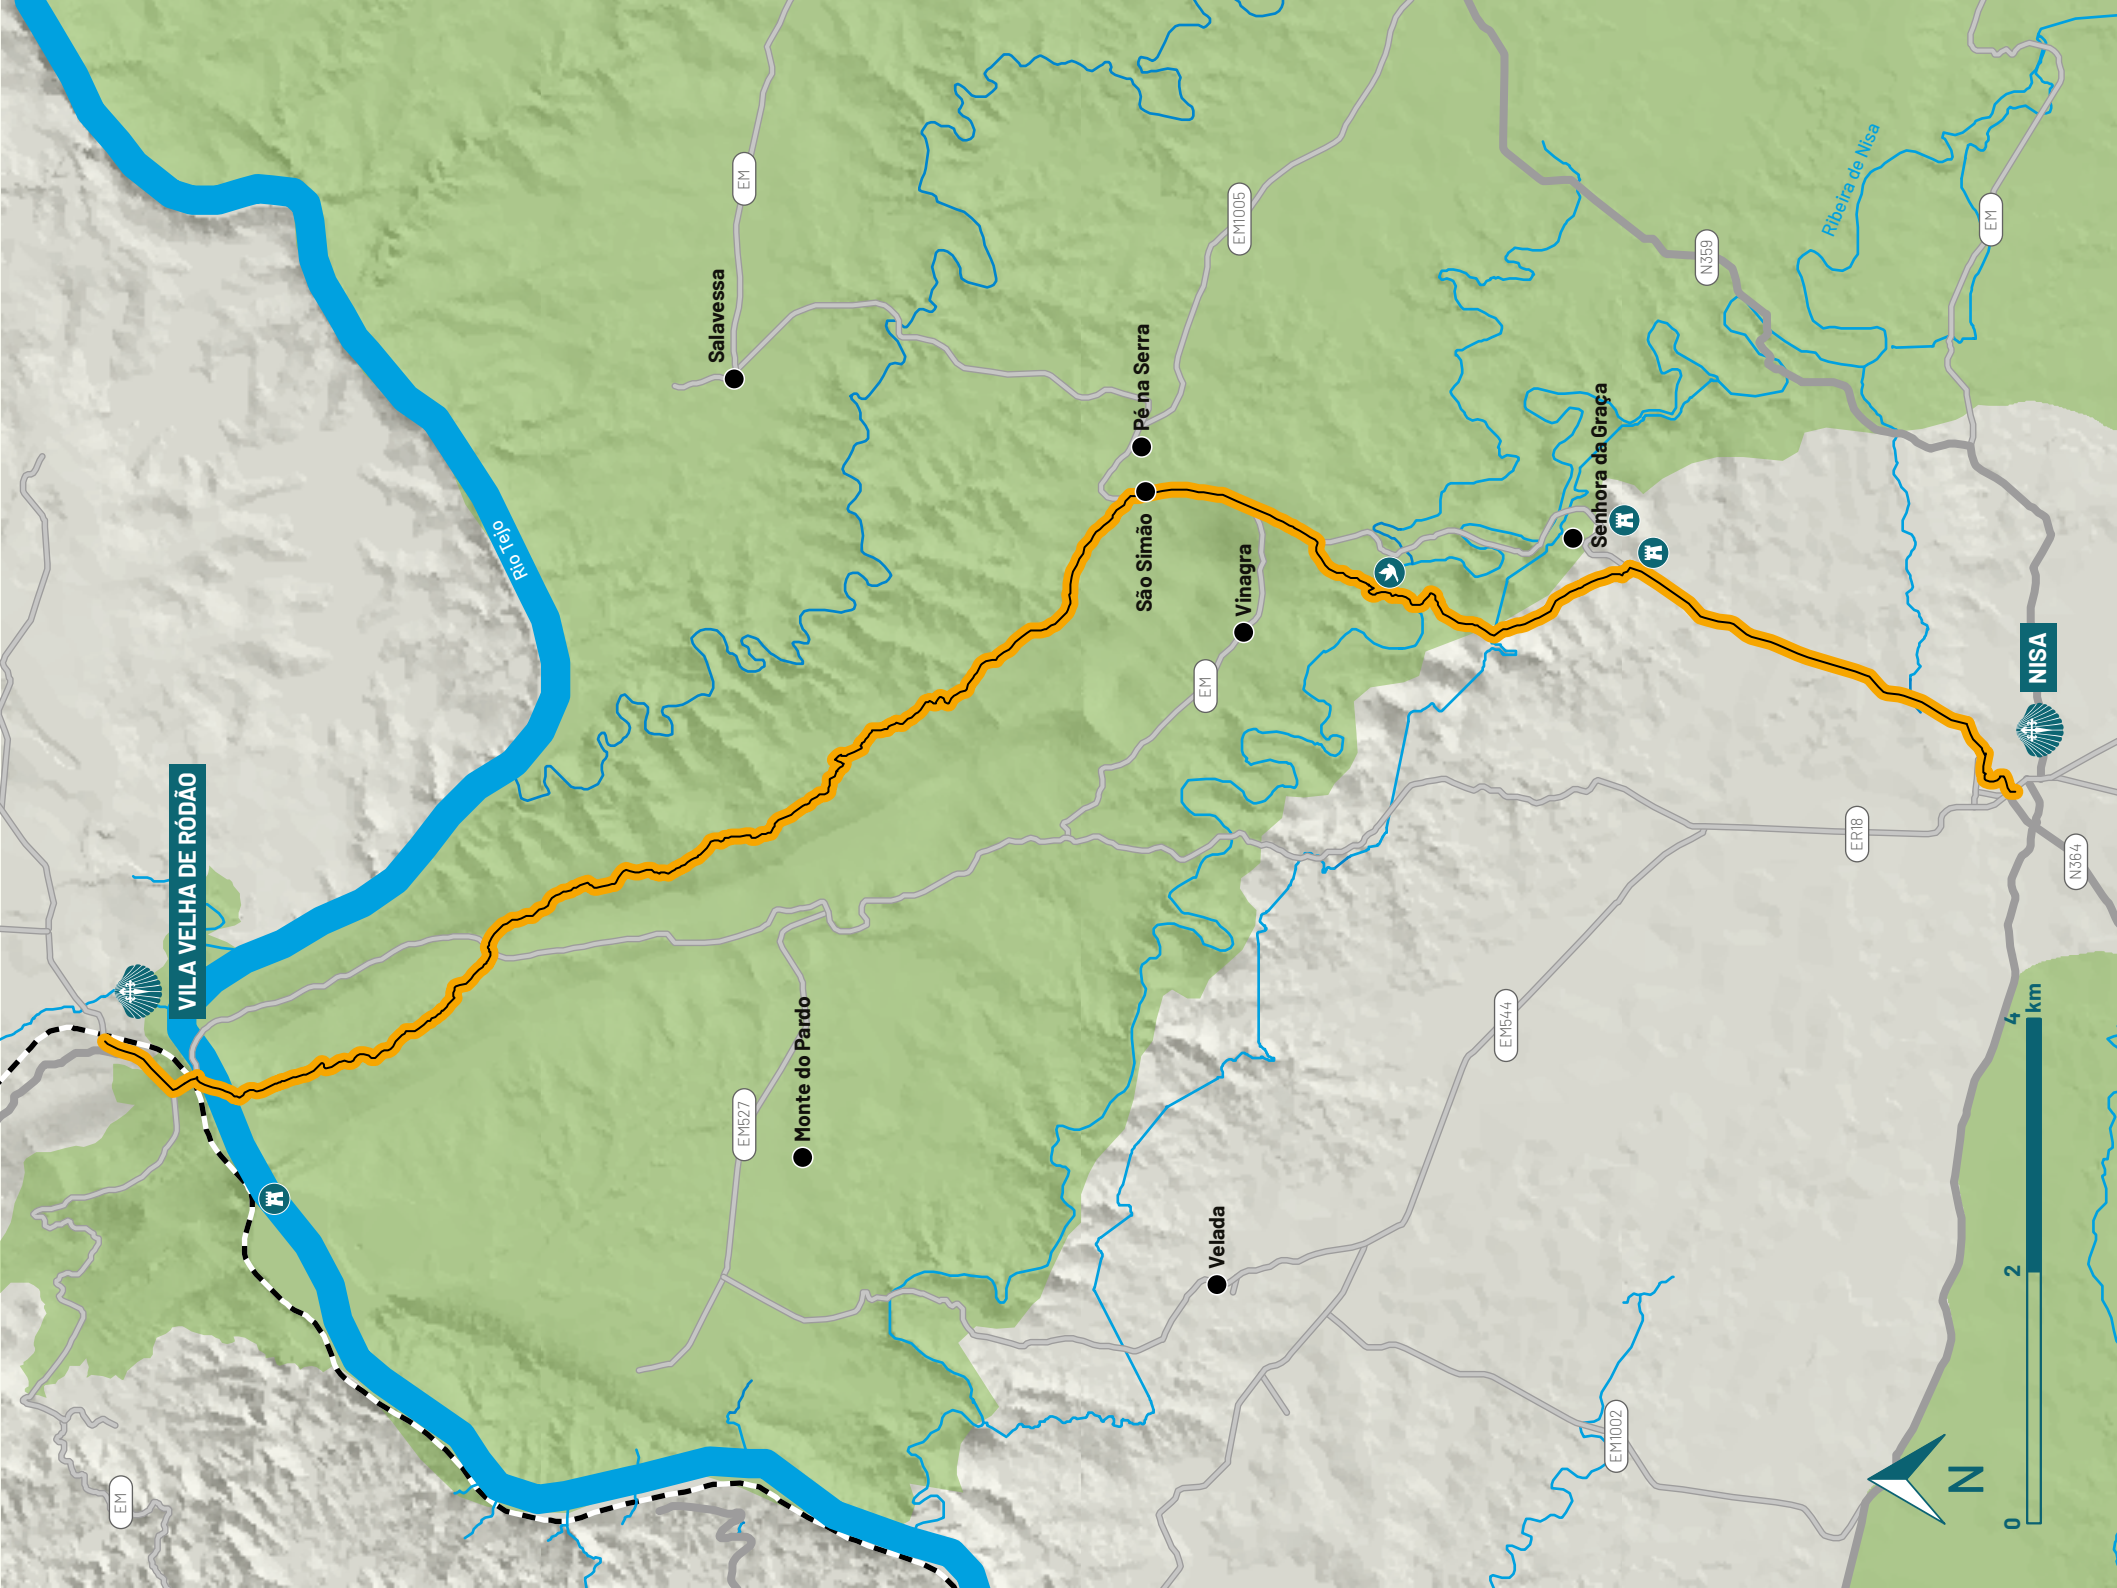 VILA VELHA DE RÓDÃO
Rio Tejo
EM
Salavessa
EM
EM527
Monte do Pardo
Pé na Serra
São Simão
EM1005
Vinagra
EM
Velada
Senhora da Graça
N359
Ribeira de Nisa
EM
EM544
EM1002
ER18
NISA
N364
N
0
2
4
km